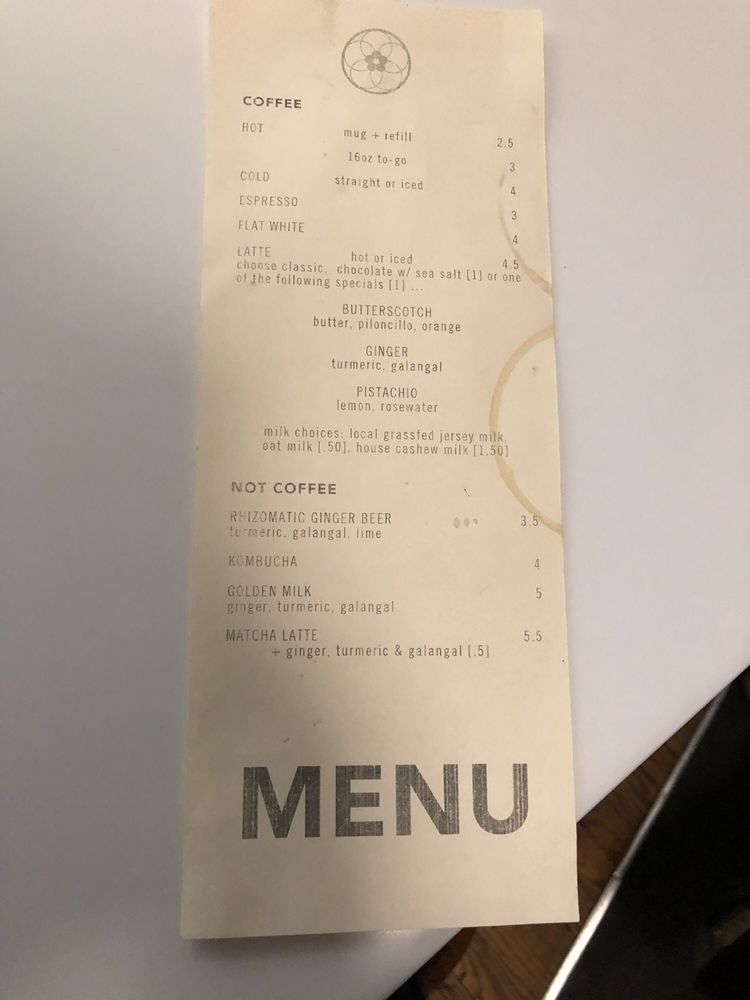 COFFEE
HOT mug + refill 2.5
16oz to-go 3
COLD straight or iced 4
ESPRESSO 3
FLAT WHITE 4
LATTE hot or iced 4.5
choose classic, chocolate w/ sea salt [1] or one
of the following specials [1] ...
BUTTERSCOTCH
butter, piloncillo, orange
GINGER
turmeric, galangal
PISTACHIO
lemon, rosewater
milk choices: local grassfed jersey milk,
oat milk [.50], house cashew milk [1.50]
NOT COFFEE
RHIZOMATIC GINGER BEER 3.5
turmeric, galangal, lime
KOMBUCHA 4
GOLDEN MILK 5
ginger, turmeric, galangal
MATCHA LATTE 5.5
+ ginger, turmeric & galangal [.5]
MENU